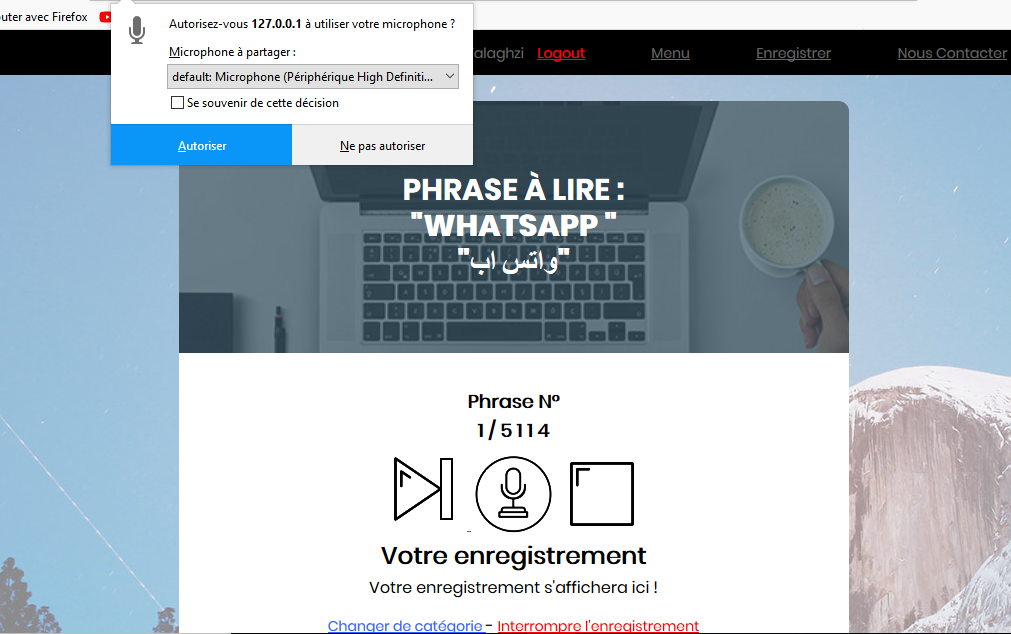 uter avec Firefox
Autorisez-vous 127.0.0.1 à utiliser votre microphone ?
Microphone à partager :
default: Microphone (Périphérique High Definiti...
Se souvenir de cette décision
Autoriser
Ne pas autoriser
alaghzi
Logout
Menu
Enregistrer
Nous Contacter
PHRASE À LIRE :
"WHATSAPP "
"واتس اب"
Phrase N°
1/5114
Votre enregistrement
Votre enregistrement s'affichera ici !
Changer de catégorie - Interrompre l'enregistrement